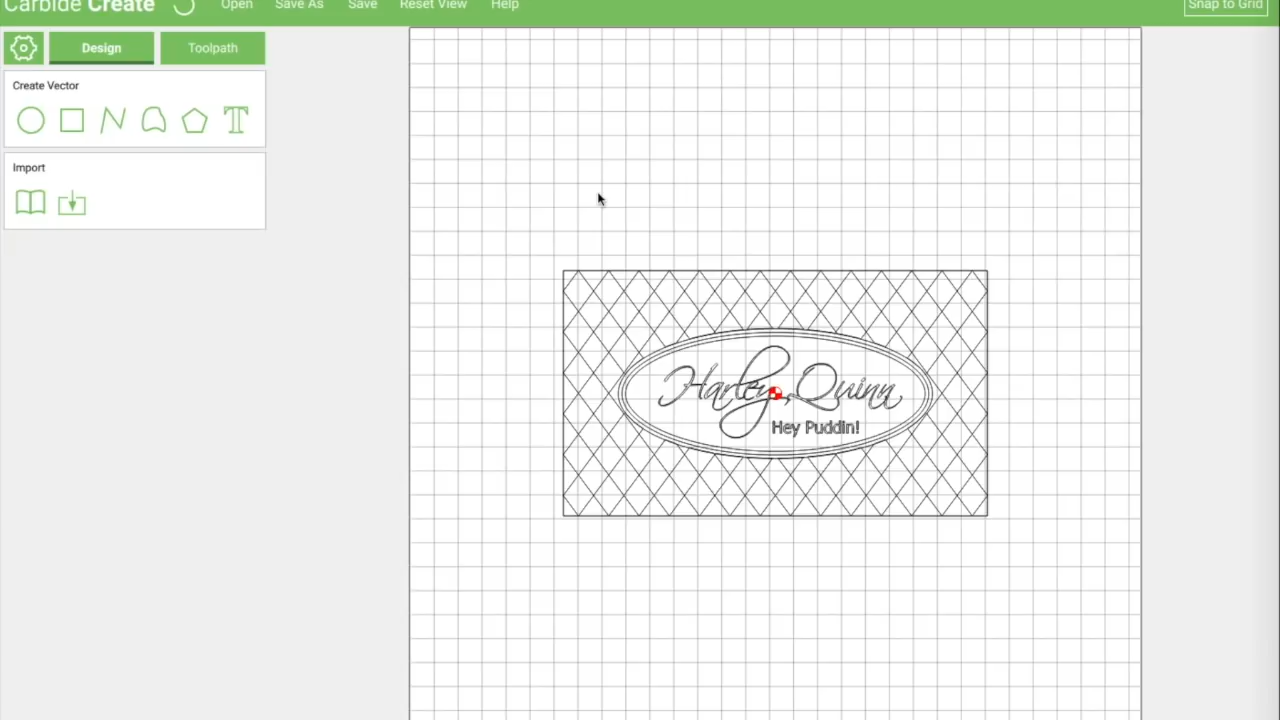 Carbide Create Open Save As Save Reset View Help Snap to Grid
Design Toolpath
Create Vector
Import
Harley Quinn
Hey Puddin!